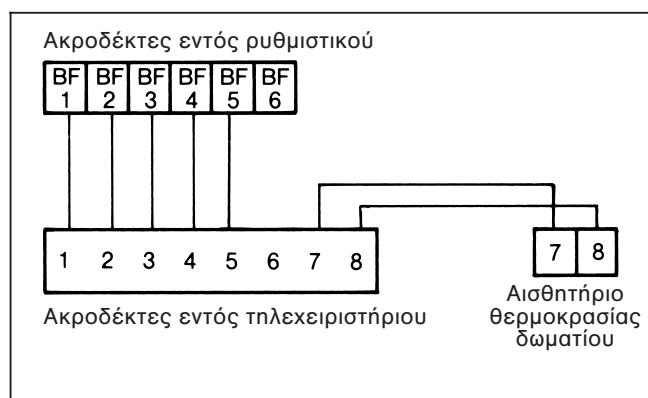 Ακροδέκτες εντός ρυθμιστικού
BF BF BF BF BF BF
1 2 3 4 5 6
1 2 3 4 5 6 7 8
7 8
Ακροδέκτες εντός τηλεχειριστήριου
Αισθητήριο
θερμοκρασίας
δωματίου